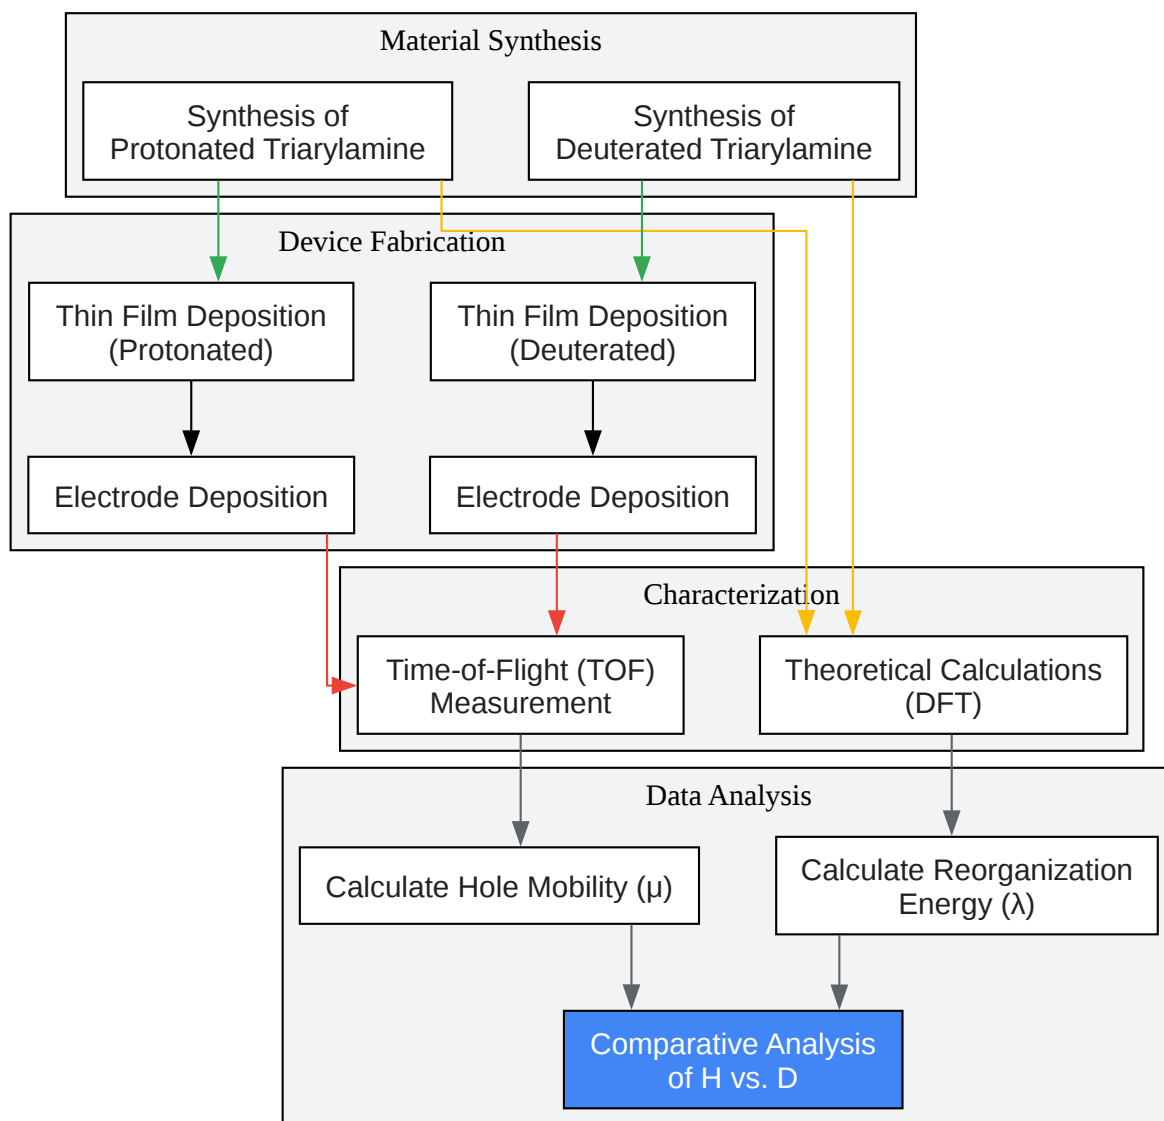 Material Synthesis
Synthesis of
Protonated Triarylamine
Synthesis of
Deuterated Triarylamine
Device Fabrication
Thin Film Deposition
(Protonated)
Thin Film Deposition
(Deuterated)
Electrode Deposition
Electrode Deposition
Characterization
Time-of-Flight (TOF)
Measurement
Theoretical Calculations
(DFT)
Data Analysis
Calculate Hole Mobility (μ)
Calculate Reorganization
Energy (λ)
Comparative Analysis
of H vs. D